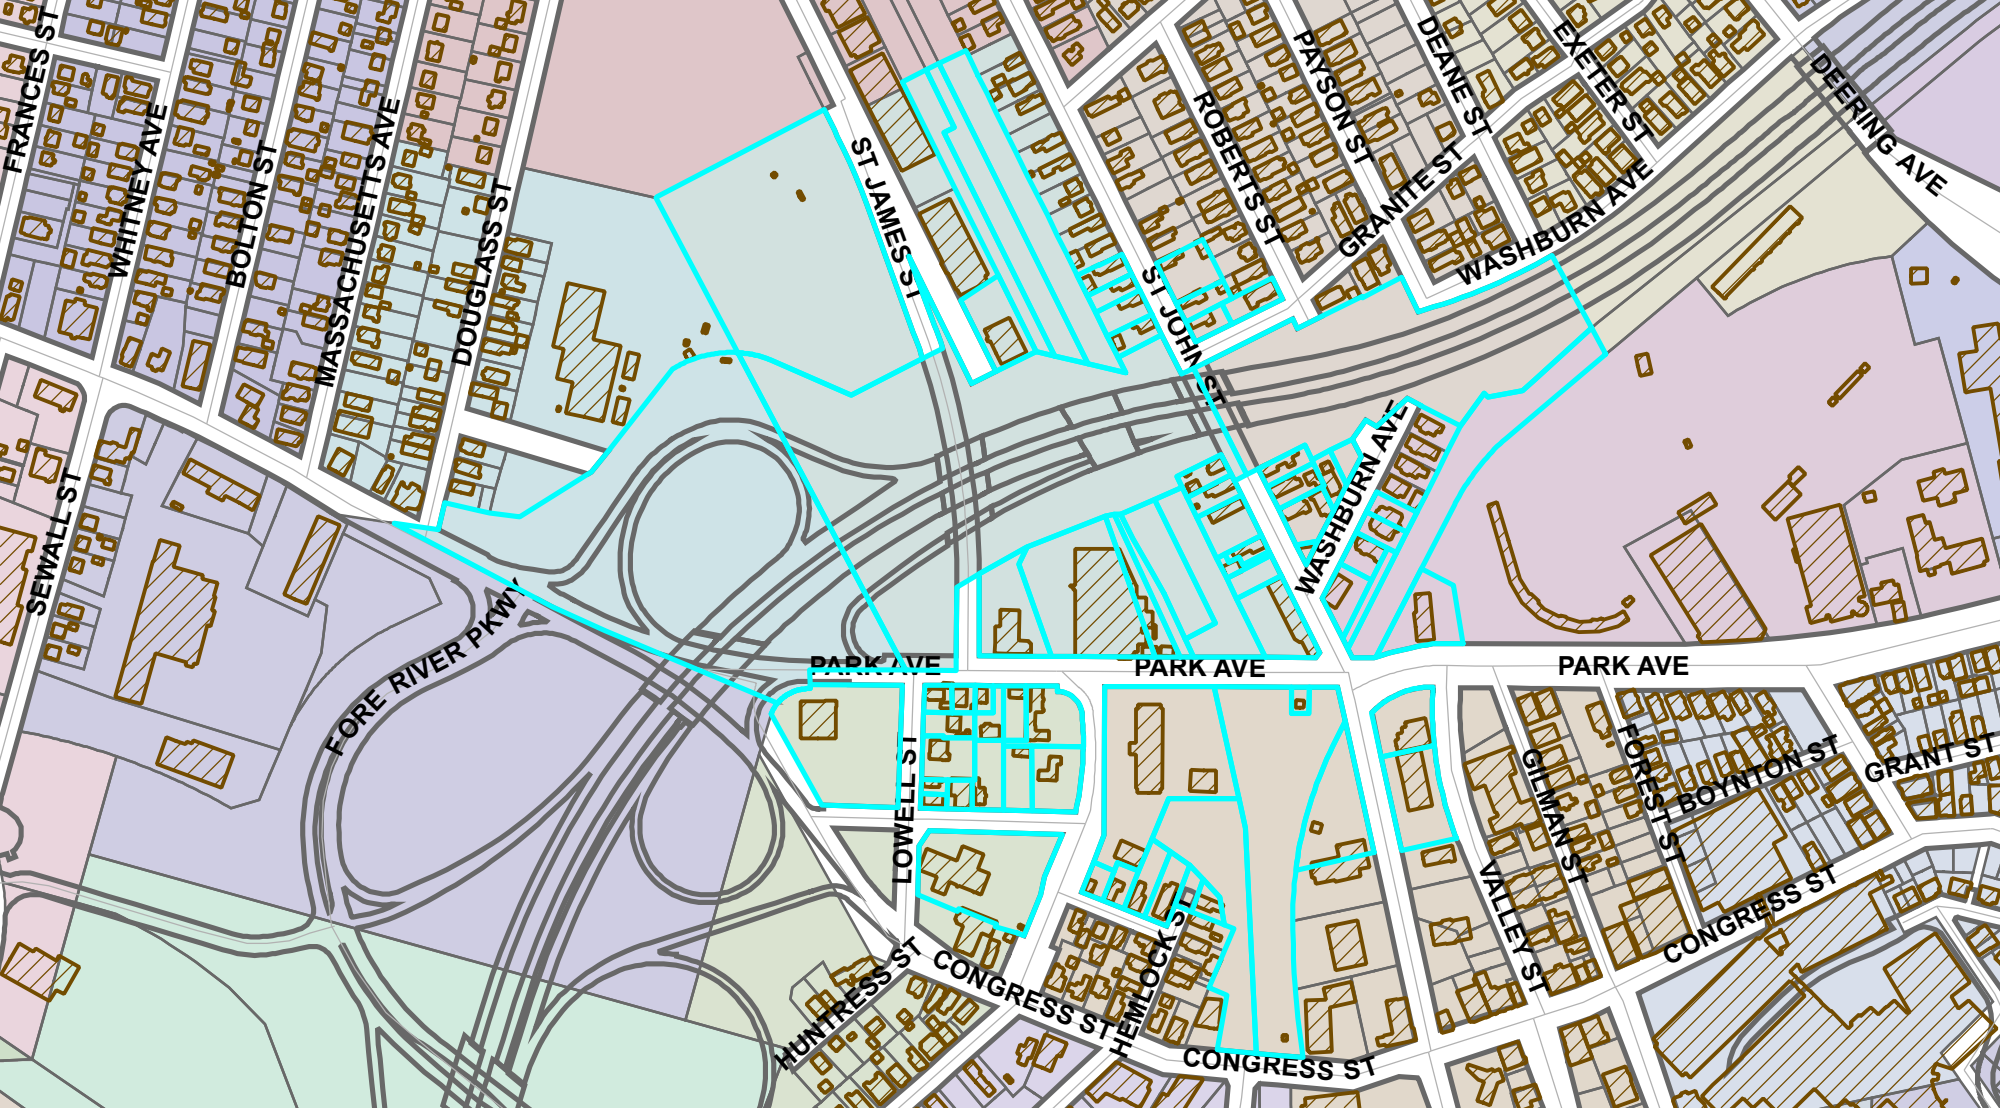 FRANCES ST
WHITNEY AVE
BOLTON ST
MASSACHUSETTS AVE
DOUGLASS ST
ST JAMES ST
ST JOHN ST
ROBERTS ST
PAYSON ST
DEANE ST
EXETER ST
GRANITE ST
WASHBURN AVE
DEERING AVE
SEWALL ST
FORE RIVER PKWY
WASHBURN AVE
PARK AVE
PARK AVE
PARK AVE
LOWELL ST
GILMAN ST
FOREST ST
BOYNTON ST
GRANT ST
VALLEY ST
CONGRESS ST
HUNTRESS ST
CONGRESS ST
HEMLOCK ST
CONGRESS ST